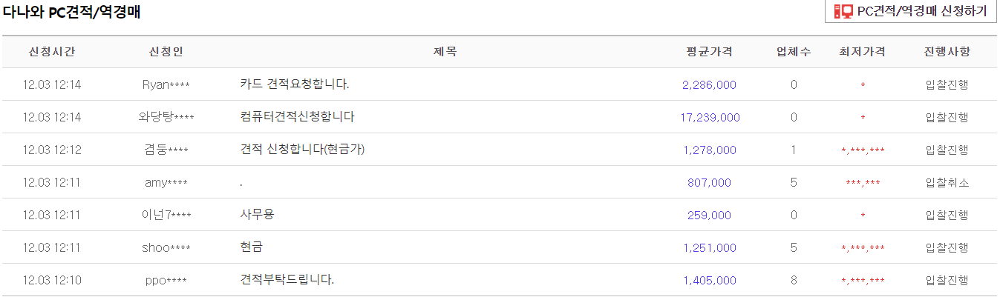 다나와 PC견적/역경매
PC견적/역경매 신청하기
신청시간 신청인 제목 평균가격 업체수 최저가격 진행사항
12.03 12:14 Ryan**** 카드 견적요청합니다. 2,286,000 0 * 입찰진행
12.03 12:14 와당탕**** 컴퓨터견적신청합니다 17,239,000 0 * 입찰진행
12.03 12:12 겸둥**** 견적 신청합니다(현금가) 1,278,000 1 *,***,*** 입찰진행
12.03 12:11 amy**** . 807,000 5 ***,*** 입찰취소
12.03 12:11 이넌7**** 사무용 259,000 0 * 입찰진행
12.03 12:11 shoo**** 현금 1,251,000 5 *,***,*** 입찰진행
12.03 12:10 ppo**** 견적부탁드립니다. 1,405,000 8 *,***,*** 입찰진행